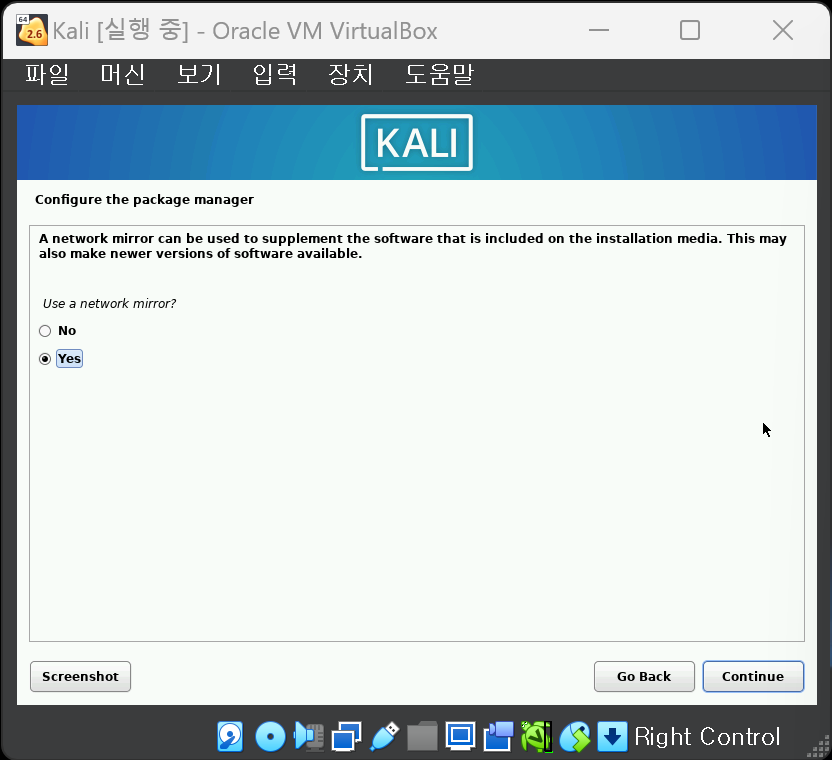 64
2.6
Kali [실행 중] - Oracle VM VirtualBox
파일 머신 보기 입력 장치 도움말
KALI
Configure the package manager
A network mirror can be used to supplement the software that is included on the installation media. This may
also make newer versions of software available.
Use a network mirror?
No
Yes
Screenshot
Go Back
Continue
Right Control